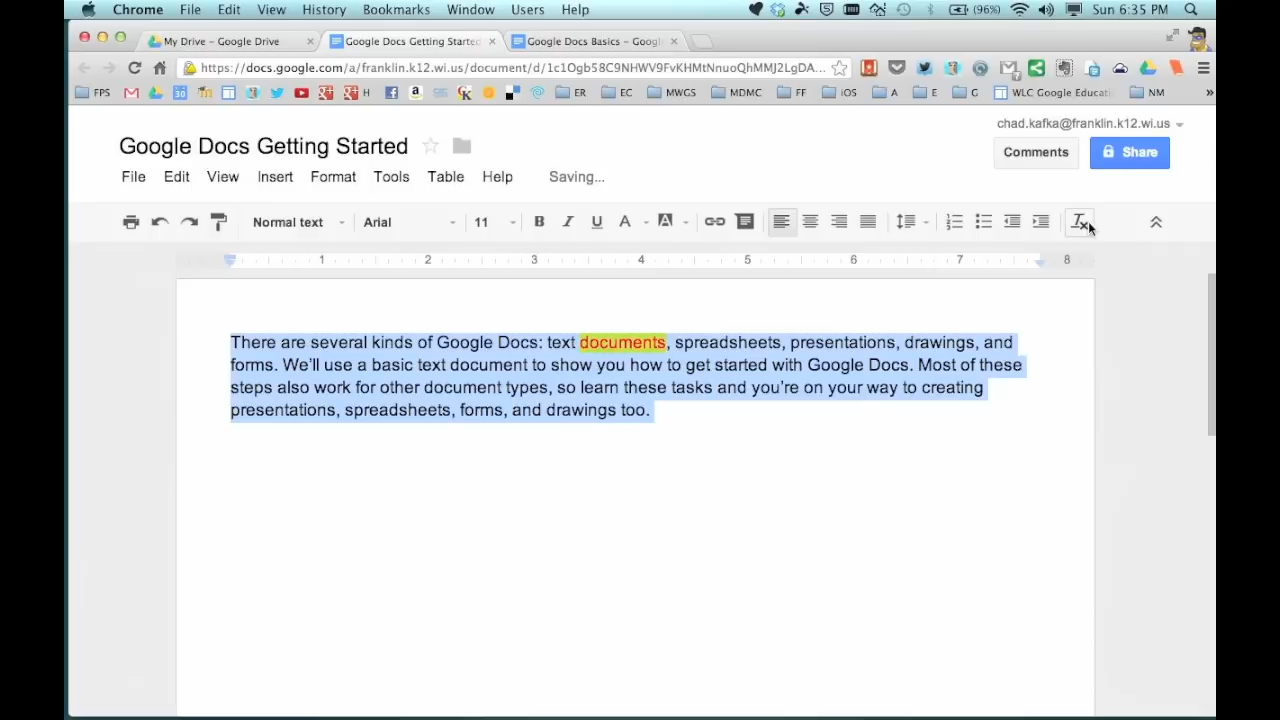 Chrome File Edit View History Bookmarks Window Users Help (96%) Sun 6:35 PM
My Drive – Google Drive Google Docs Getting Started Google Docs Basics – Googl
https://docs.google.com/a/franklin.k12.wi.us/document/d/1c1Ogb58C9NHWV9FvKHMtNnuoQhMMJ2LgDA...
FPS 30 H ER EC MWGS MDMC FF iOS A E G WLC Google Educati NM »
chad.kafka@franklin.k12.wi.us
Google Docs Getting Started
Comments Share
File Edit View Insert Format Tools Table Help Saving...
Normal text Arial 11 B I U A A
1 2 3 4 5 6 7 8
There are several kinds of Google Docs: text documents, spreadsheets, presentations, drawings, and
forms. We’ll use a basic text document to show you how to get started with Google Docs. Most of these
steps also work for other document types, so learn these tasks and you’re on your way to creating
presentations, spreadsheets, forms, and drawings too.